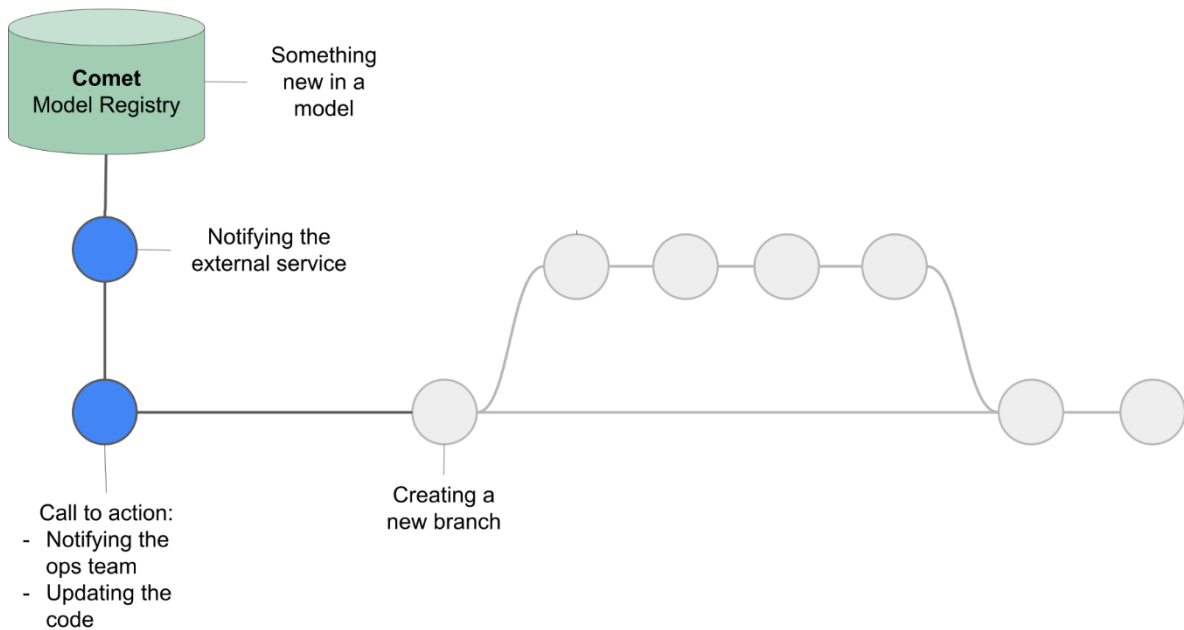 Comet
Model Registry
Something
new in a
model
Notifying the
external service
Call to action:
- Notifying the
ops team
- Updating the
code
Creating a
new branch